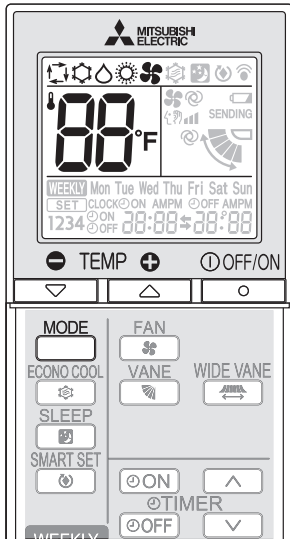 MITSUBISHI
ELECTRIC
SENDING
88°F
WEEKLY Mon Tue Wed Thu Fri Sat Sun
SET CLOCK ON AMPM OFF AMPM
1234 ON OFF 88:88 88:88
TEMP OFF/ON
MODE FAN
ECONO COOL VANE WIDE VANE
SLEEP
SMART SET
ON
TIMER
OFF
WEEKLY